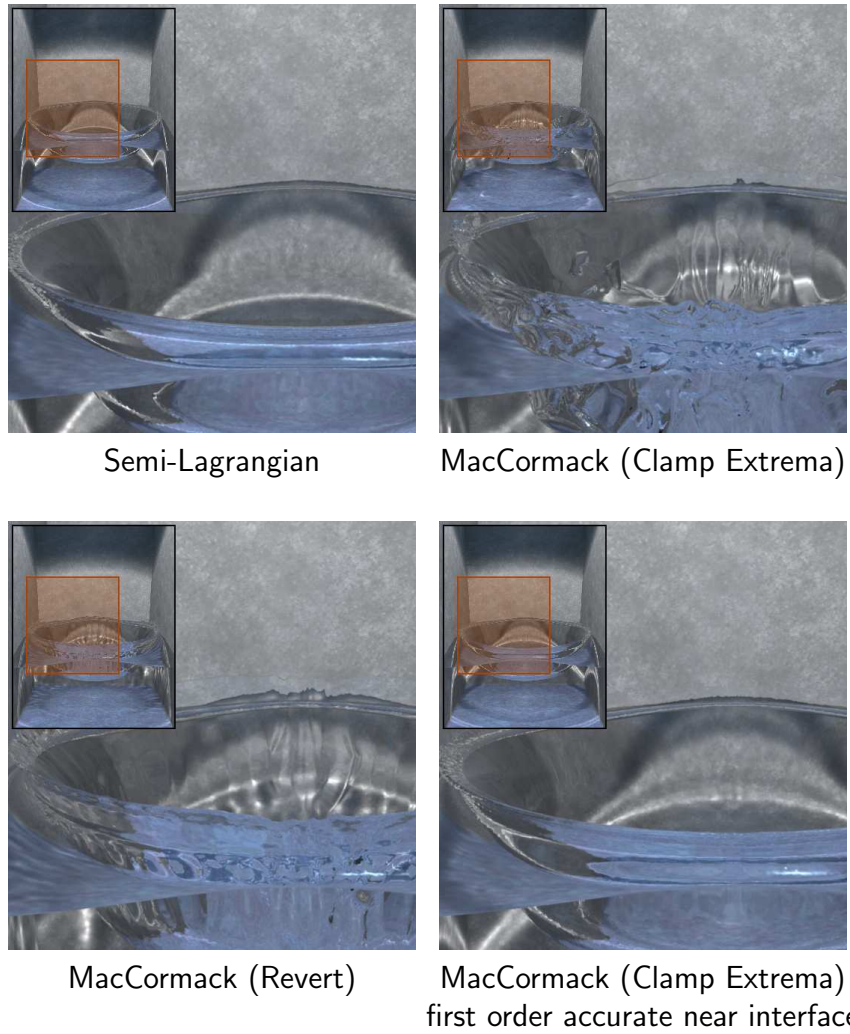 Semi-Lagrangian
MacCormack (Clamp Extrema)
MacCormack (Revert)
MacCormack (Clamp Extrema)
first order accurate near interface